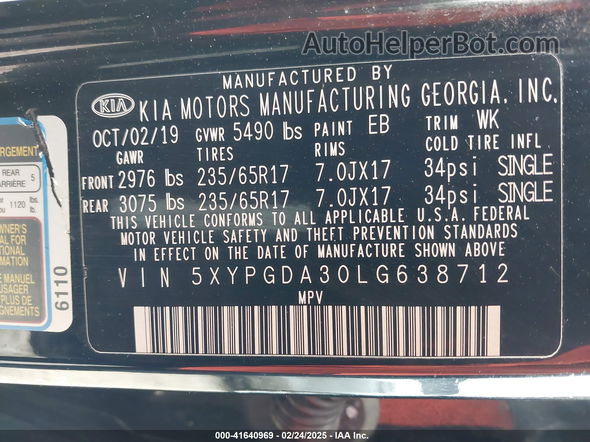 AutoHelperBot.com
MANUFACTURED BY
KIA KIA MOTORS MANUFACTURING GEORGIA, INC.
OCT/02/19 GVWR 5490 lbs PAINT EB TRIM WK
GAWR TIRES RIMS COLD TIRE INFL
FRONT 2976 lbs 235/65R17 7.0JX17 34psi SINGLE
REAR 3075 lbs 235/65R17 7.0JX17 34psi SINGLE
THIS VEHICLE CONFORMS TO ALL APPLICABLE U.S.A. FEDERAL
MOTOR VEHICLE SAFETY AND THEFT PREVENTION STANDARDS
IN EFFECT ON THE DATE OF MANUFACTURE SHOWN ABOVE.
VIN 5XYPGDA30LG638712
MPV
REAR 5
1120 lbs
6110
000-41640969 - 02/24/2025 - IAA Inc.